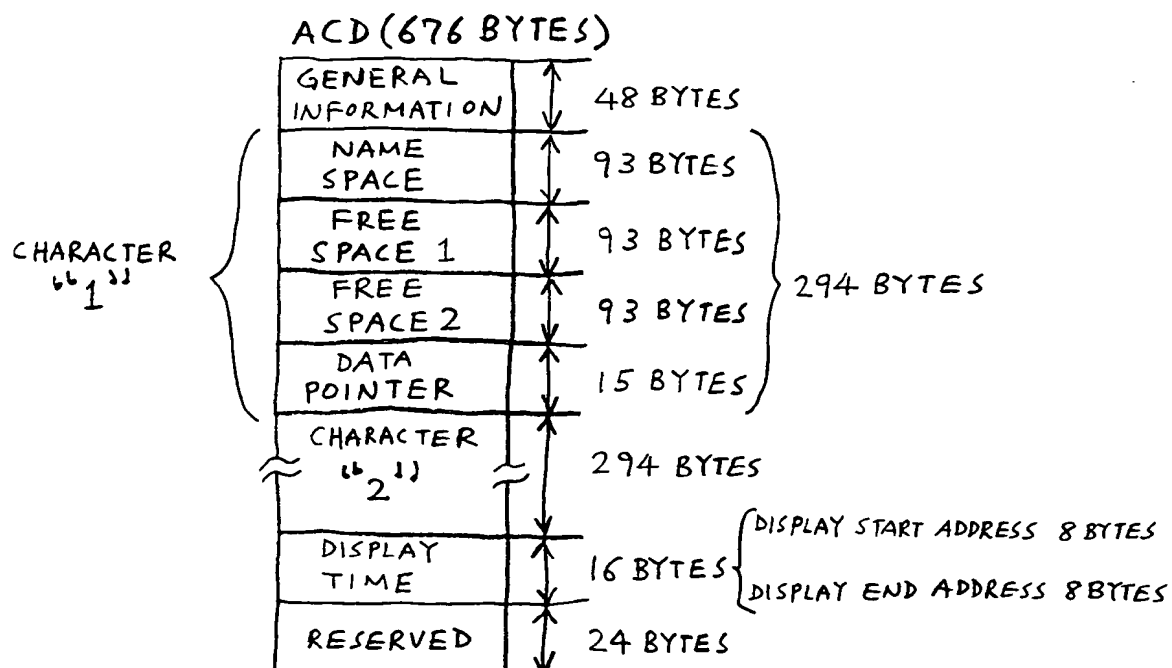 ACD (676 BYTES)
GENERAL
INFORMATION
48 BYTES
NAME
SPACE
93 BYTES
FREE
SPACE 1
93 BYTES
FREE
SPACE 2
93 BYTES
DATA
POINTER
15 BYTES
CHARACTER
"1"
294 BYTES
CHARACTER
"2"
294 BYTES
DISPLAY
TIME
16 BYTES
DISPLAY START ADDRESS 8 BYTES
DISPLAY END ADDRESS 8 BYTES
RESERVED
24 BYTES